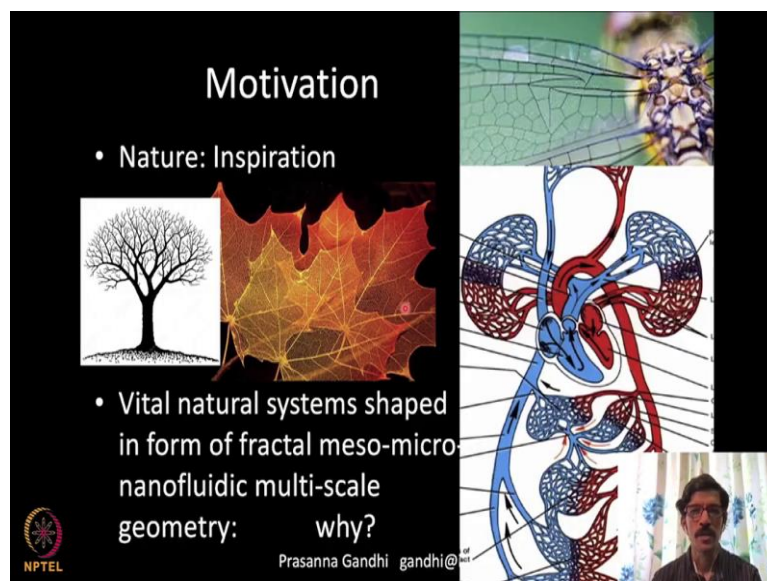 Motivation
• Nature: Inspiration
• Vital natural systems shaped
in form of fractal meso-micro-
nanofluidic multi-scale
geometry: why?
Prasanna Gandhi gandhi@
NPTEL